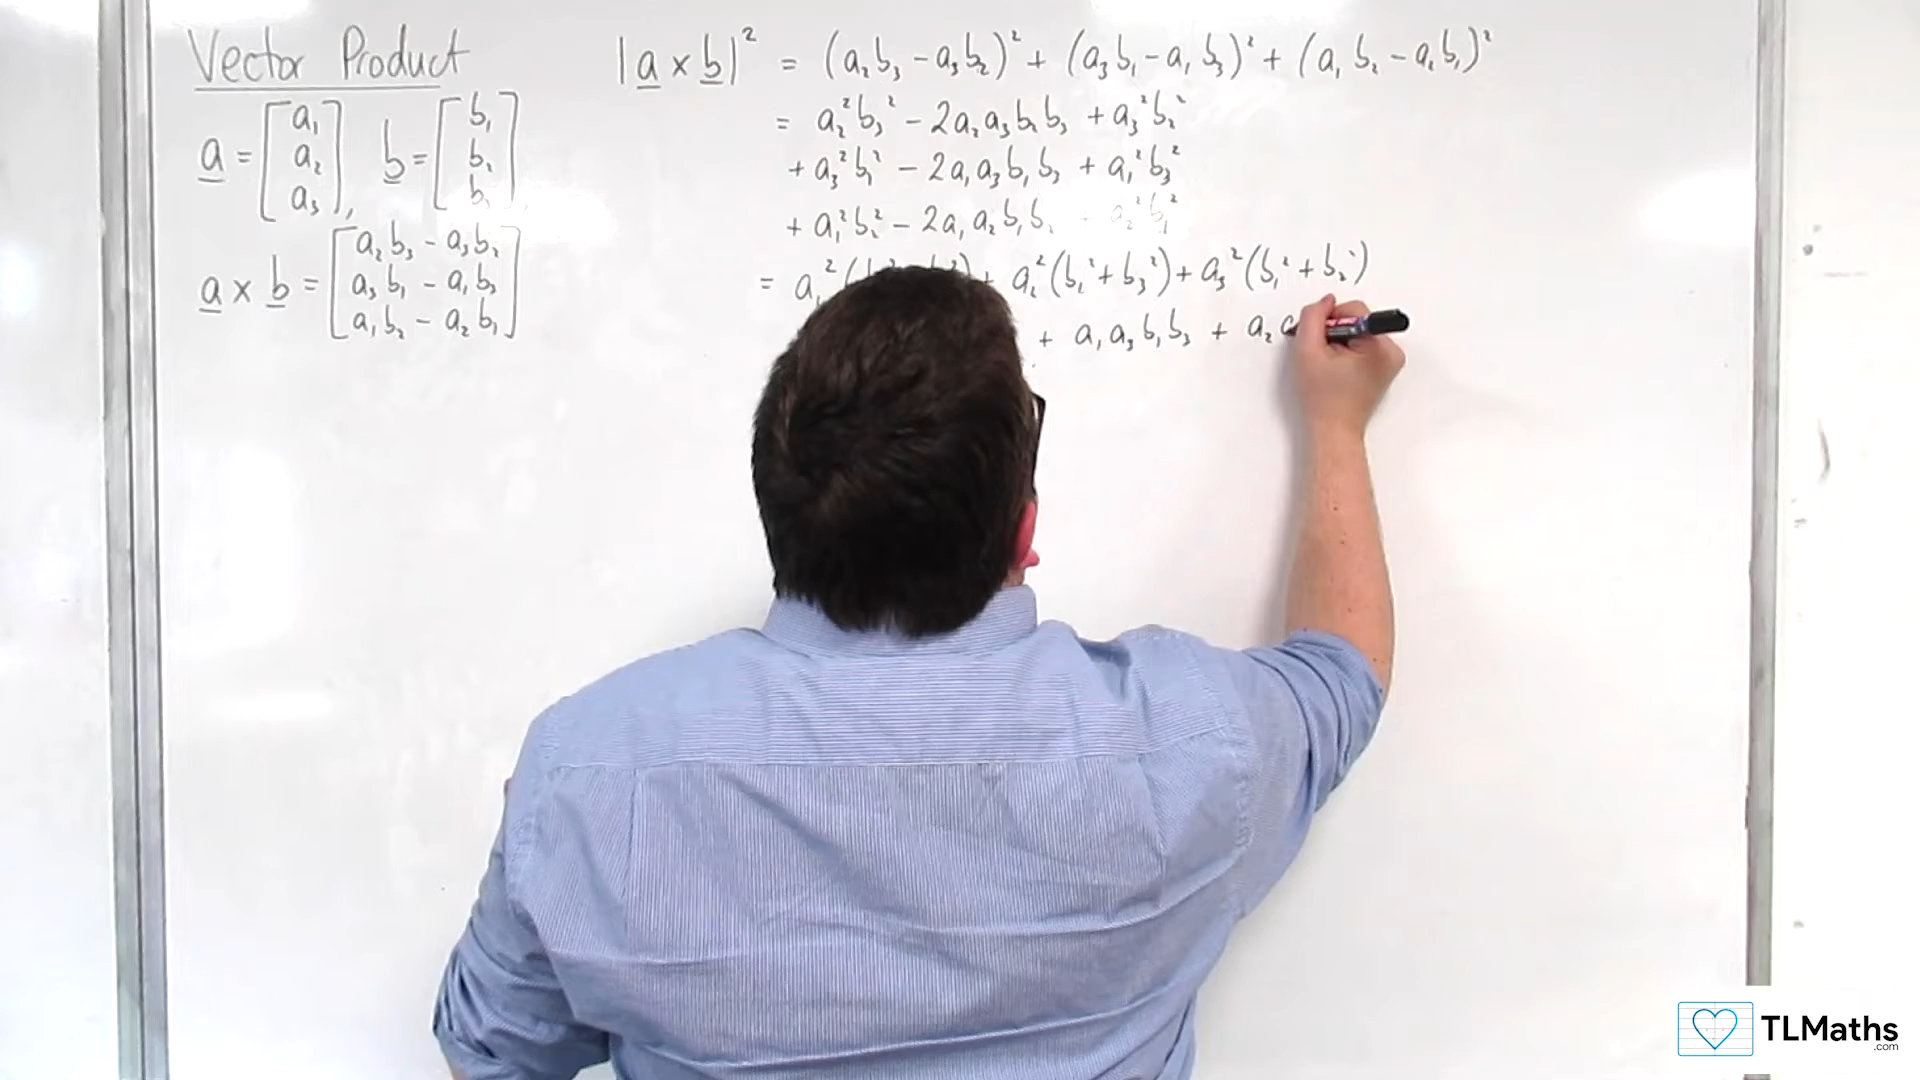 Vector Product
a = [a₁ a₂ a₃], b = [b₁ b₂ b₃]
a × b = [a₂b₃ - a₃b₂
a₃b₁ - a₁b₃
a₁b₂ - a₂b₁]
|a × b|² = (a₂b₃ - a₃b₂)² + (a₃b₁ - a₁b₃)² + (a₁b₂ - a₂b₁)²
= a₂²b₃² - 2a₂a₃b₂b₃ + a₃²b₂²
+ a₃²b₁² - 2a₁a₃b₁b₃ + a₁²b₃²
+ a₁²b₂² - 2a₁a₂b₁b₂ + a₂²b₁²
= a₁²( + a₂²(b₁² + b₃²) + a₃²(b₁² + b₂²)
+ a₁a₃b₁b₃ + a₂
TLMaths
.com